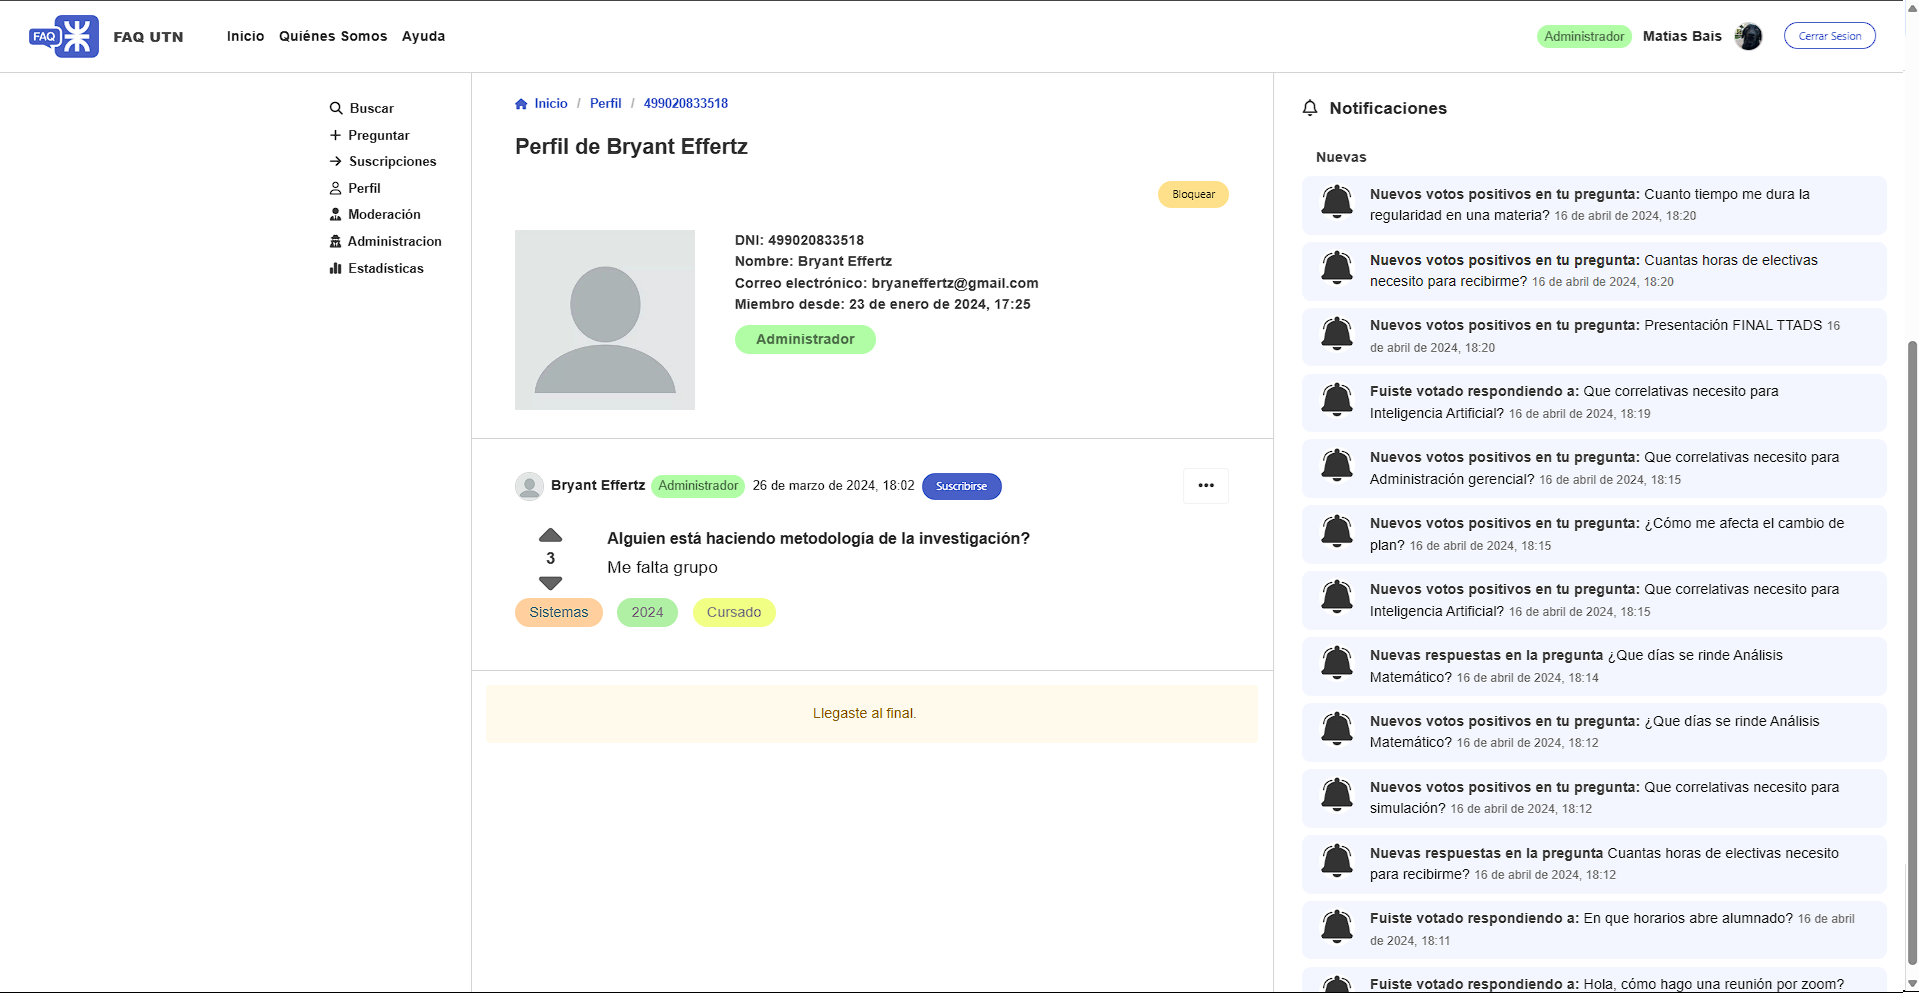 FAQ
FAQ UTN
Inicio Quiénes Somos Ayuda
Administrador Matias Bais Cerrar Sesion
Buscar
Preguntar
Suscripciones
Perfil
Moderación
Administracion
Estadísticas
Inicio / Perfil / 499020833518
Perfil de Bryant Effertz
Bloquear
DNI: 499020833518
Nombre: Bryant Effertz
Correo electrónico: bryaneffertz@gmail.com
Miembro desde: 23 de enero de 2024, 17:25
Administrador
Bryant Effertz Administrador 26 de marzo de 2024, 18:02 Suscribirse
Alguien está haciendo metodología de la investigación?
3
Me falta grupo
Sistemas 2024 Cursado
Llegaste al final.
Notificaciones
Nuevas
Nuevos votos positivos en tu pregunta: Cuanto tiempo me dura la
regularidad en una materia? 16 de abril de 2024, 18:20
Nuevos votos positivos en tu pregunta: Cuantas horas de electivas
necesito para recibirme? 16 de abril de 2024, 18:20
Nuevos votos positivos en tu pregunta: Presentación FINAL TTADS 16
de abril de 2024, 18:20
Fuiste votado respondiendo a: Que correlativas necesito para
Inteligencia Artificial? 16 de abril de 2024, 18:19
Nuevos votos positivos en tu pregunta: Que correlativas necesito para
Administración gerencial? 16 de abril de 2024, 18:15
Nuevos votos positivos en tu pregunta: ¿Cómo me afecta el cambio de
plan? 16 de abril de 2024, 18:15
Nuevos votos positivos en tu pregunta: Que correlativas necesito para
Inteligencia Artificial? 16 de abril de 2024, 18:15
Nuevas respuestas en la pregunta ¿Que días se rinde Análisis
Matemático? 16 de abril de 2024, 18:14
Nuevos votos positivos en tu pregunta: ¿Que días se rinde Análisis
Matemático? 16 de abril de 2024, 18:12
Nuevos votos positivos en tu pregunta: Que correlativas necesito para
simulación? 16 de abril de 2024, 18:12
Nuevas respuestas en la pregunta Cuantas horas de electivas necesito
para recibirme? 16 de abril de 2024, 18:12
Fuiste votado respondiendo a: En que horarios abre alumnado? 16 de abril
de 2024, 18:11
Fuiste votado respondiendo a: Hola, cómo hago una reunión por zoom?